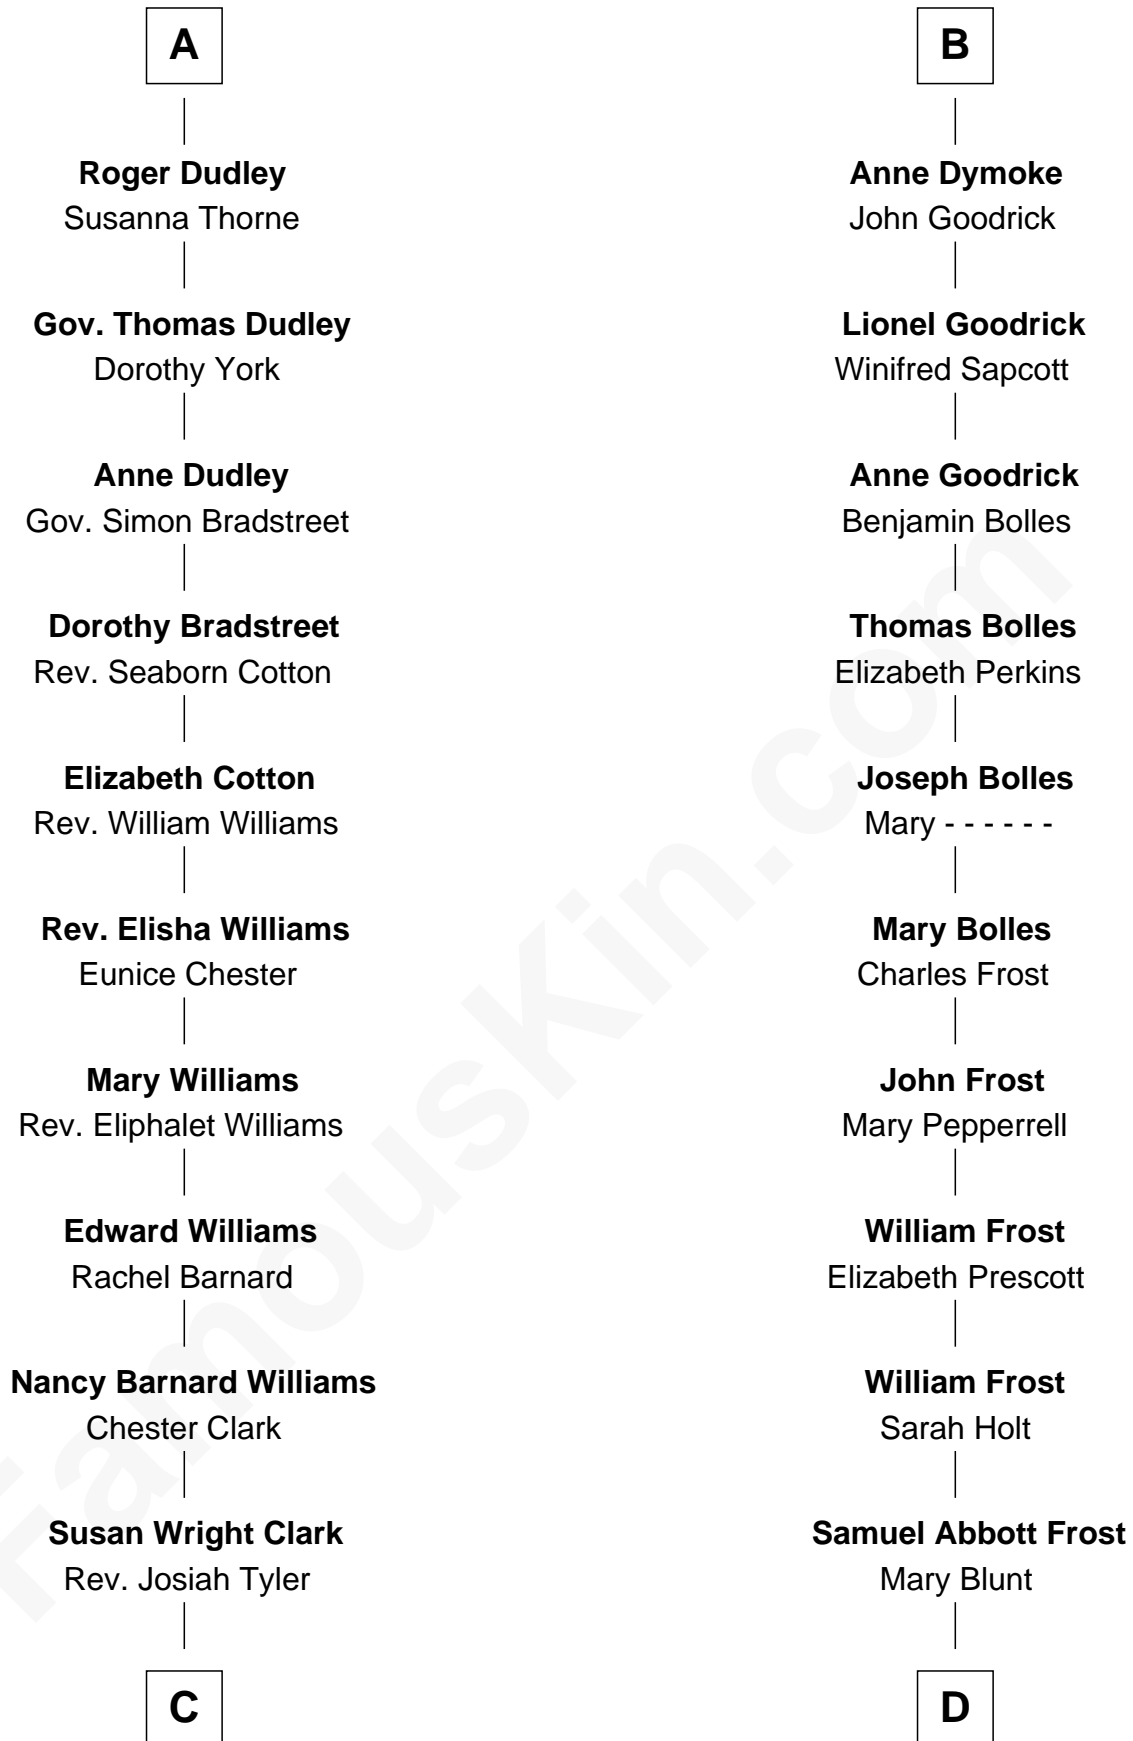 A
Roger Dudley
Susanna Thorne
Gov. Thomas Dudley
Dorothy York
Anne Dudley
Gov. Simon Bradstreet
Dorothy Bradstreet
Rev. Seaborn Cotton
Elizabeth Cotton
Rev. William Williams
Rev. Elisha Williams
Eunice Chester
Mary Williams
Rev. Eliphalet Williams
Edward Williams
Rachel Barnard
Nancy Barnard Williams
Chester Clark
Susan Wright Clark
Rev. Josiah Tyler
C
B
Anne Dymoke
John Goodrick
Lionel Goodrick
Winifred Sapcott
Anne Goodrick
Benjamin Bolles
Thomas Bolles
Elizabeth Perkins
Joseph Bolles
Mary - - - - - -
Mary Bolles
Charles Frost
John Frost
Mary Pepperrell
William Frost
Elizabeth Prescott
William Frost
Sarah Holt
Samuel Abbott Frost
Mary Blunt
D
FamousKin.com